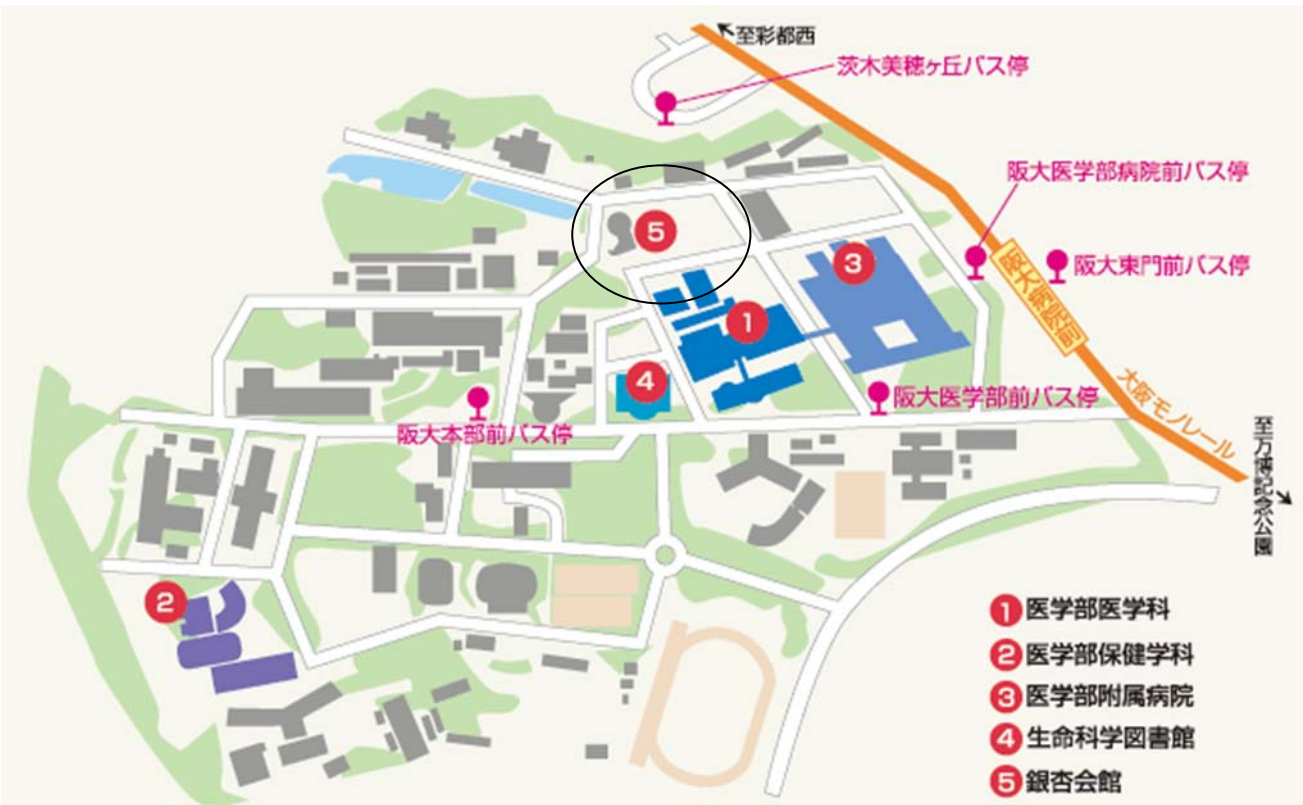 至彩都西
茨木美穂ヶ丘バス停
阪大医学部病院前バス停
阪大東門前バス停
阪大病院前
5
3
1
4
阪大医学部前バス停
大阪モノレール
阪大本部前バス停
至万博記念公園
2
1 医学部医学科
2 医学部保健学科
3 医学部附属病院
4 生命科学図書館
5 銀杏会館